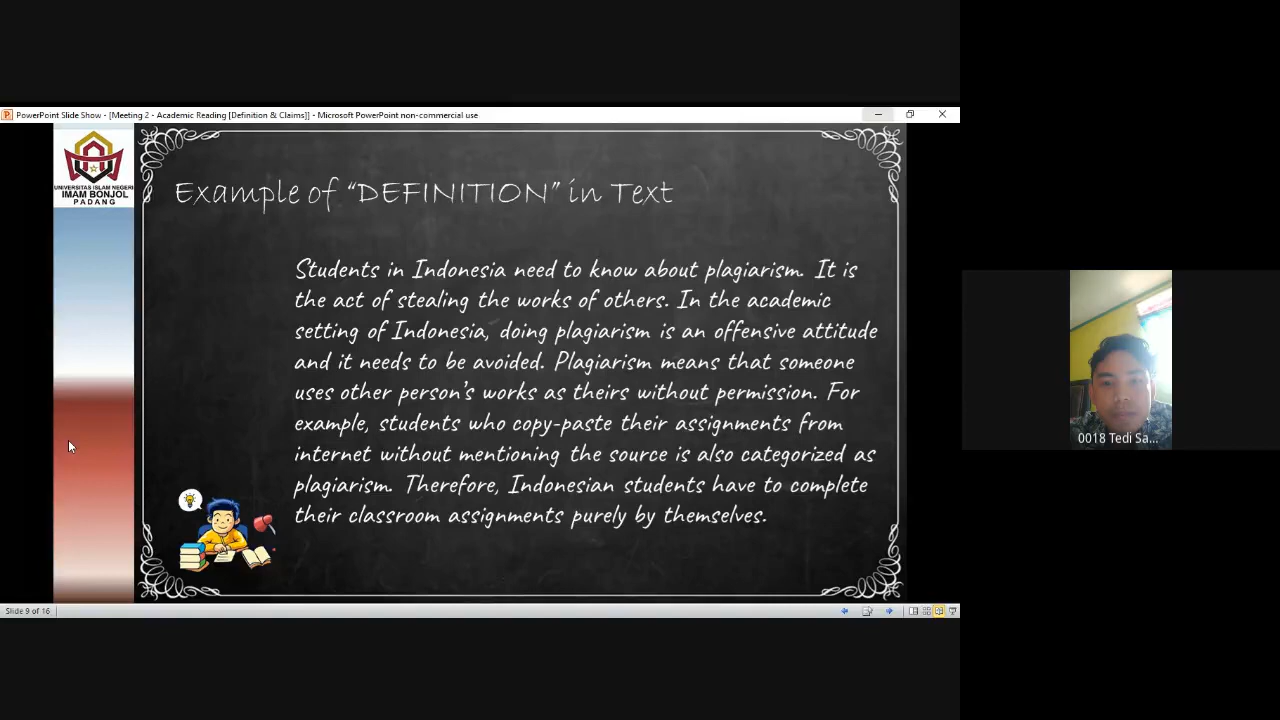 PowerPoint Slide Show - [Meeting 2 - Academic Reading [Definition & Claims]] - Microsoft PowerPoint non-commercial use
UNIVERSITAS ISLAM NEGERI
IMAM BONJOL
PADANG
Example of “DEFINITION” in Text
Students in Indonesia need to know about plagiarism. It is
the act of stealing the works of others. In the academic
setting of Indonesia, doing plagiarism is an offensive attitude
and it needs to be avoided. Plagiarism means that someone
uses other person's works as theirs without permission. For
example, students who copy-paste their assignments from
internet without mentioning the source is also categorized as
plagiarism. Therefore, Indonesian students have to complete
their classroom assignments purely by themselves.
Slide 9 of 16
0018 Tedi Sa...